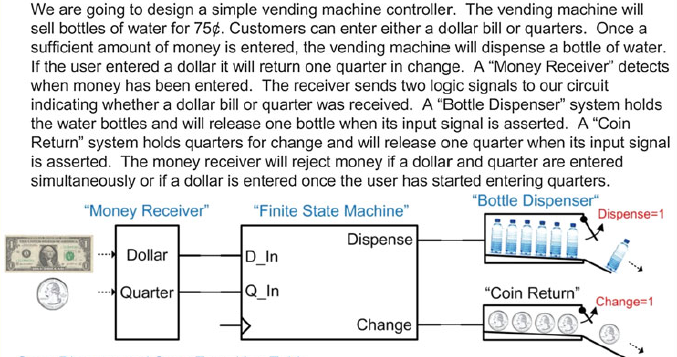 We are going to design a simple vending machine controller. The vending machine will
sell bottles of water for 75¢. Customers can enter either a dollar bill or quarters. Once a
sufficient amount of money is entered, the vending machine will dispense a bottle of water.
If the user entered a dollar it will return one quarter in change. A “Money Receiver” detects
when money has been entered. The receiver sends two logic signals to our circuit
indicating whether a dollar bill or quarter was received. A “Bottle Dispenser” system holds
the water bottles and will release one bottle when its input signal is asserted. A “Coin
Return” system holds quarters for change and will release one quarter when its input signal
is asserted. The money receiver will reject money if a dollar and quarter are entered
simultaneously or if a dollar is entered once the user has started entering quarters.
“Money Receiver”
“Finite State Machine”
“Bottle Dispenser“
Dispense=1
Dollar
Quarter
D_In
Q_In
Dispense
Change
“Coin Return”
Change=1